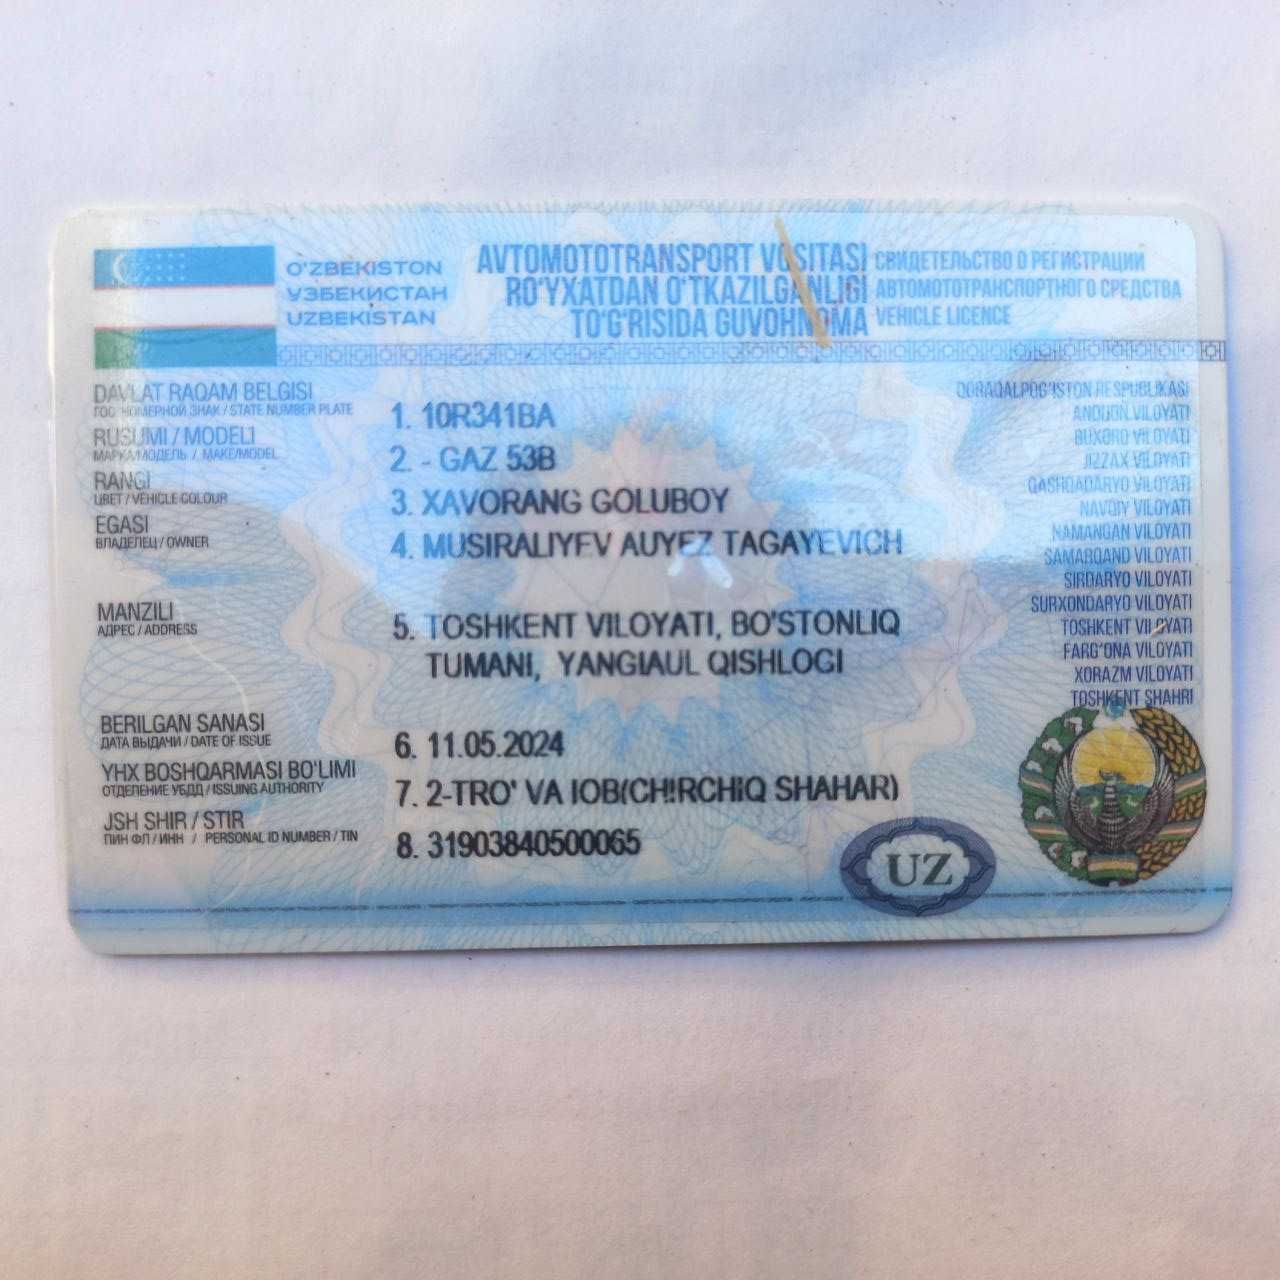 O'ZBEKISTON
ЎЗБЕКИСТАН
UZBEKISTAN
AVTOMOTOTRANSPORT VOSITASI
RO'YXATDAN O'TKAZILGANLIGI
TO'G'RISIDA GUVOHNOMA
СВИДЕТЕЛЬСТВО О РЕГИСТРАЦИИ
АВТОМОТОТРАНСПОРТНОГО СРЕДСТВА
VEHICLE LICENCE
DAVLAT RAQAM BELGISI
ГОС. НОМЕРНОЙ ЗНАК / STATE NUMBER PLATE
1. 10R341BA
RUSUMI / MODELI
МАРКА/МОДЕЛЬ / MAKE/MODEL
2. - GAZ 53B
RANGI
ЦВЕТ / VEHICLE COLOUR
3. XAVORANG GOLUBOY
EGASI
ВЛАДЕЛЕЦ / OWNER
4. MUSIRALIYEV AUYEZ TAGAYEVICH
MANZILI
АДРЕС / ADDRESS
5. TOSHKENT VILOYATI, BO'STONLIQ
TUMANI, YANGIAUL QISHLOGI
BERILGAN SANASI
ДАТА ВЫДАЧИ / DATE OF ISSUE
6. 11.05.2024
YHX BOSHQARMASI BO'LIMI
ОТДЕЛЕНИЕ УБДД / ISSUING AUTHORITY
7. 2-TRO' VA IOB(CHIRCHIQ SHAHAR)
JSH SHIR / STIR
ПИН ФЛ / ИНН / PERSONAL ID NUMBER / TIN
8. 31903840500065
QORAQALPOG'ISTON RESPUBLIKASI
ANDIJON VILOYATI
BUXORO VILOYATI
JIZZAX VILOYATI
QASHQADARYO VILOYATI
NAVOIY VILOYATI
NAMANGAN VILOYATI
SAMARQAND VILOYATI
SIRDARYO VILOYATI
SURXONDARYO VILOYATI
TOSHKENT VILOYATI
FARG'ONA VILOYATI
XORAZM VILOYATI
TOSHKENT SHAHRI
UZ